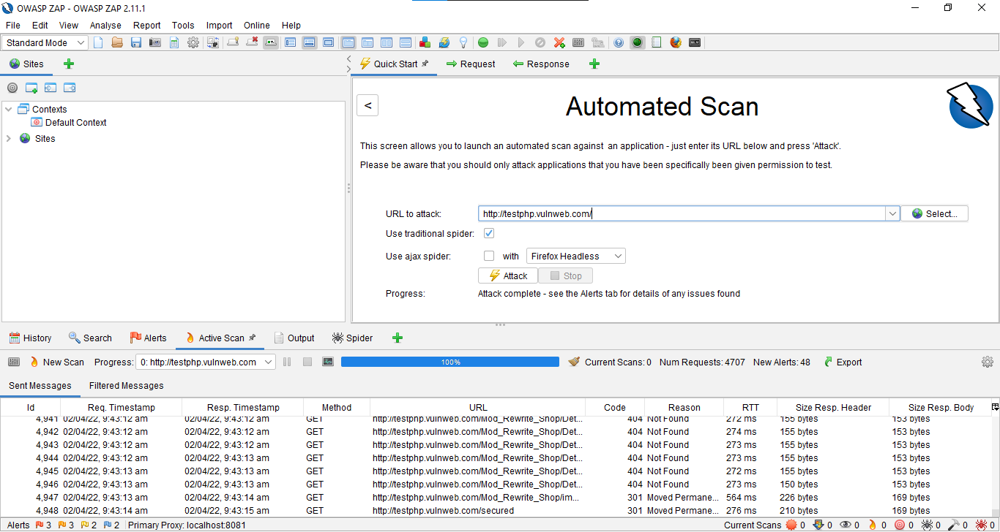 OWASP ZAP - OWASP ZAP 2.11.1
File Edit View Analyse Report Tools Import Online Help
Standard Mode
Sites
Quick Start Request Response
Contexts
Default Context
Sites
<
Automated Scan
This screen allows you to launch an automated scan against an application - just enter its URL below and press 'Attack'.
Please be aware that you should only attack applications that you have been specifically been given permission to test.
URL to attack: http://testphp.vulnweb.com/ Select...
Use traditional spider:
Use ajax spider: with Firefox Headless
Attack Stop
Progress: Attack complete - see the Alerts tab for details of any issues found
History Search Alerts Active Scan Output Spider
New Scan Progress: 0: http://testphp.vulnweb.com 100% Current Scans: 0 Num Requests: 4707 New Alerts: 48 Export
Sent Messages Filtered Messages
Id Req. Timestamp Resp. Timestamp Method URL Code Reason RTT Size Resp. Header Size Resp. Body
4,941 02/04/22, 9:43:12 am 02/04/22, 9:43:12 am GET http://testphp.vulnweb.com/Mod_Rewrite_Shop/Det... 404 Not Found 272 ms 155 bytes 153 bytes
4,942 02/04/22, 9:43:12 am 02/04/22, 9:43:12 am GET http://testphp.vulnweb.com/Mod_Rewrite_Shop/Det... 404 Not Found 274 ms 155 bytes 153 bytes
4,943 02/04/22, 9:43:12 am 02/04/22, 9:43:12 am GET http://testphp.vulnweb.com/Mod_Rewrite_Shop/Det... 404 Not Found 273 ms 155 bytes 153 bytes
4,944 02/04/22, 9:43:12 am 02/04/22, 9:43:13 am GET http://testphp.vulnweb.com/Mod_Rewrite_Shop/Det... 404 Not Found 273 ms 155 bytes 153 bytes
4,945 02/04/22, 9:43:13 am 02/04/22, 9:43:13 am GET http://testphp.vulnweb.com/Mod_Rewrite_Shop/Det... 404 Not Found 272 ms 155 bytes 153 bytes
4,946 02/04/22, 9:43:13 am 02/04/22, 9:43:13 am GET http://testphp.vulnweb.com/Mod_Rewrite_Shop/Det... 404 Not Found 273 ms 150 bytes 153 bytes
4,947 02/04/22, 9:43:13 am 02/04/22, 9:43:14 am GET http://testphp.vulnweb.com/Mod_Rewrite_Shop/im... 301 Moved Permane... 564 ms 226 bytes 169 bytes
4,948 02/04/22, 9:43:14 am 02/04/22, 9:43:15 am GET http://testphp.vulnweb.com/secured 301 Moved Permane... 276 ms 210 bytes 169 bytes
Alerts 3 3 2 2 Primary Proxy: localhost:8081 Current Scans 0 0 0 0 0 0 0 0